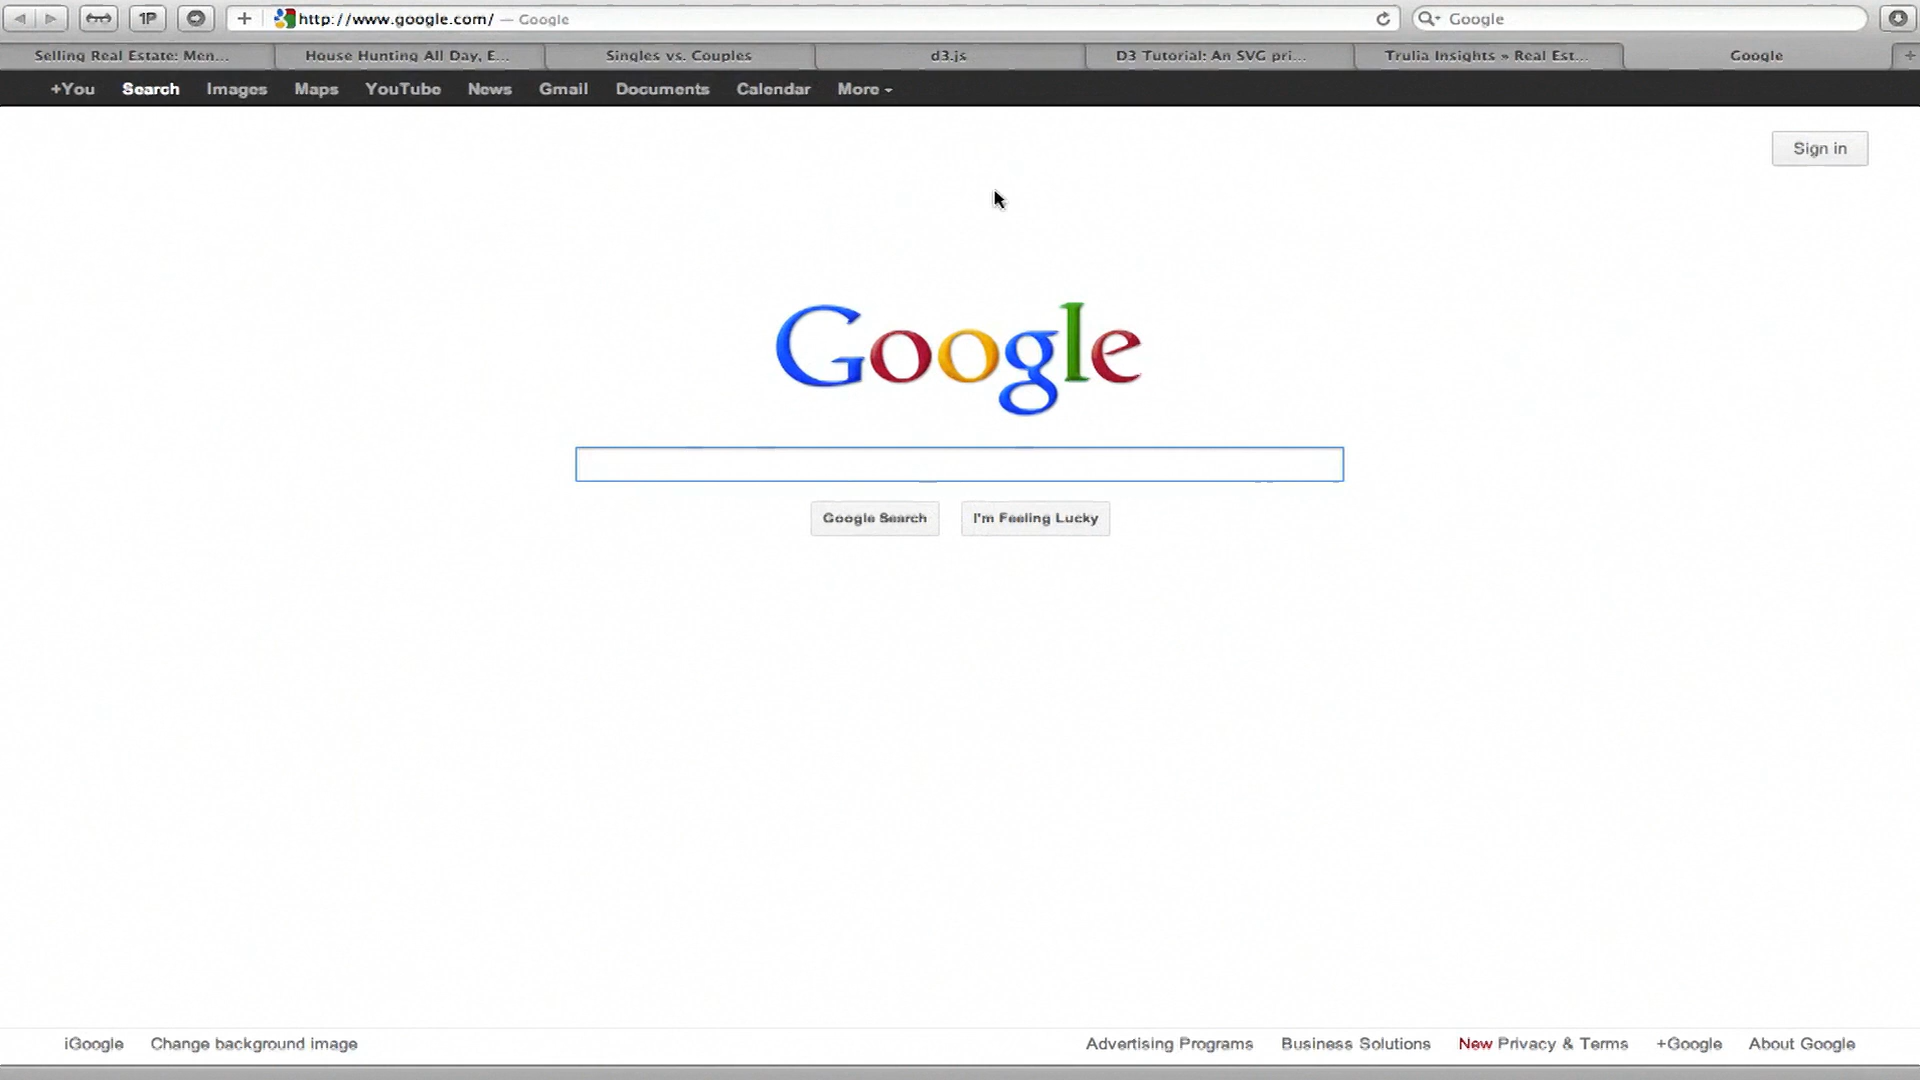 1P
http://www.google.com/ — Google
Google
Selling Real Estate: Men...
House Hunting All Day, E...
Singles vs. Couples
d3.js
D3 Tutorial: An SVG pri...
Trulia Insights » Real Est...
Google
+You
Search
Images
Maps
YouTube
News
Gmail
Documents
Calendar
More
Sign in
Google
Google Search
I'm Feeling Lucky
iGoogle
Change background image
Advertising Programs
Business Solutions
New Privacy & Terms
+Google
About Google